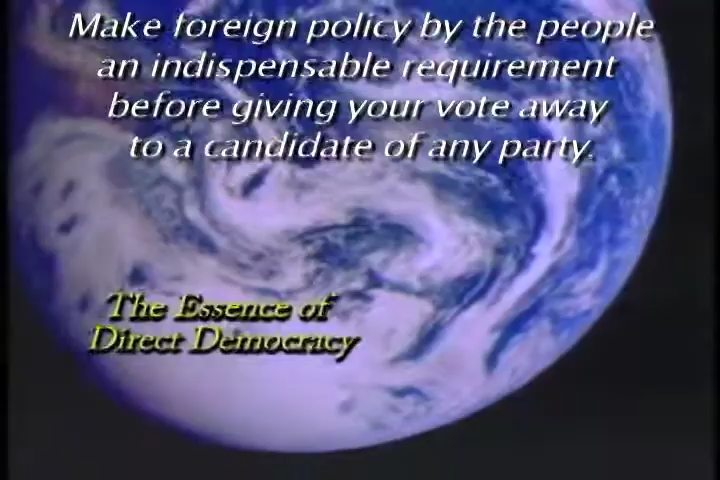 Make foreign policy by the people
an indispensable requirement
before giving your vote away
to a candidate of any party.
The Essence of
Direct Democracy